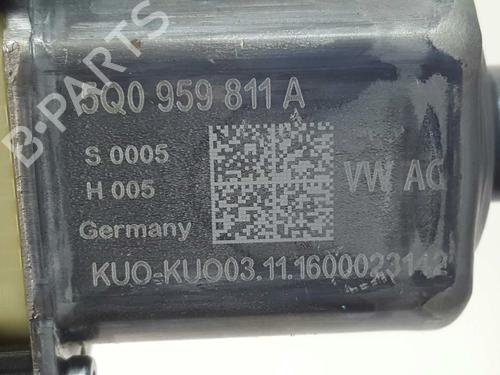 5Q0 959 811 A
S 0005
H 005
VW AG
Germany
KUO-KUO03.11.1600023142
B-PARTS